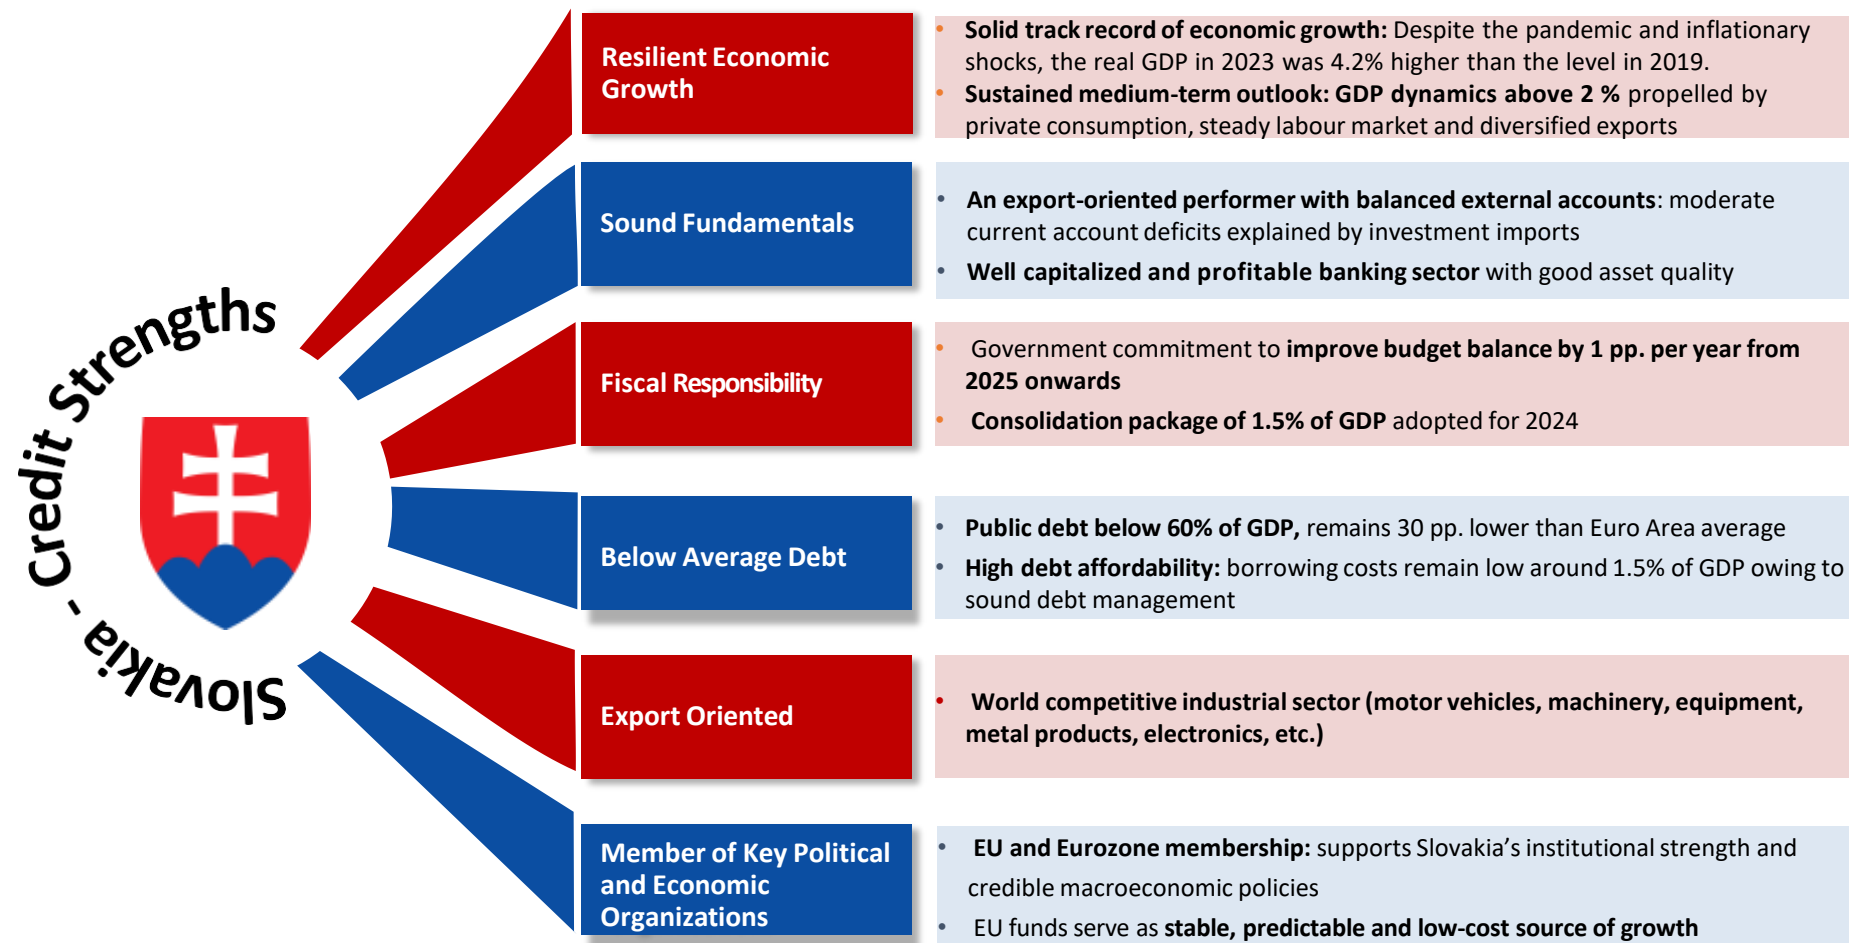 Slovakia - Credit Strengths
Resilient Economic
Growth
• Solid track record of economic growth: Despite the pandemic and inflationary
shocks, the real GDP in 2023 was 4.2% higher than the level in 2019.
• Sustained medium-term outlook: GDP dynamics above 2 % propelled by
private consumption, steady labour market and diversified exports
Sound Fundamentals
• An export-oriented performer with balanced external accounts: moderate
current account deficits explained by investment imports
• Well capitalized and profitable banking sector with good asset quality
Fiscal Responsibility
• Government commitment to improve budget balance by 1 pp. per year from
2025 onwards
• Consolidation package of 1.5% of GDP adopted for 2024
Below Average Debt
• Public debt below 60% of GDP, remains 30 pp. lower than Euro Area average
• High debt affordability: borrowing costs remain low around 1.5% of GDP owing to
sound debt management
Export Oriented
• World competitive industrial sector (motor vehicles, machinery, equipment,
metal products, electronics, etc.)
Member of Key Political
and Economic
Organizations
• EU and Eurozone membership: supports Slovakia’s institutional strength and
credible macroeconomic policies
• EU funds serve as stable, predictable and low-cost source of growth